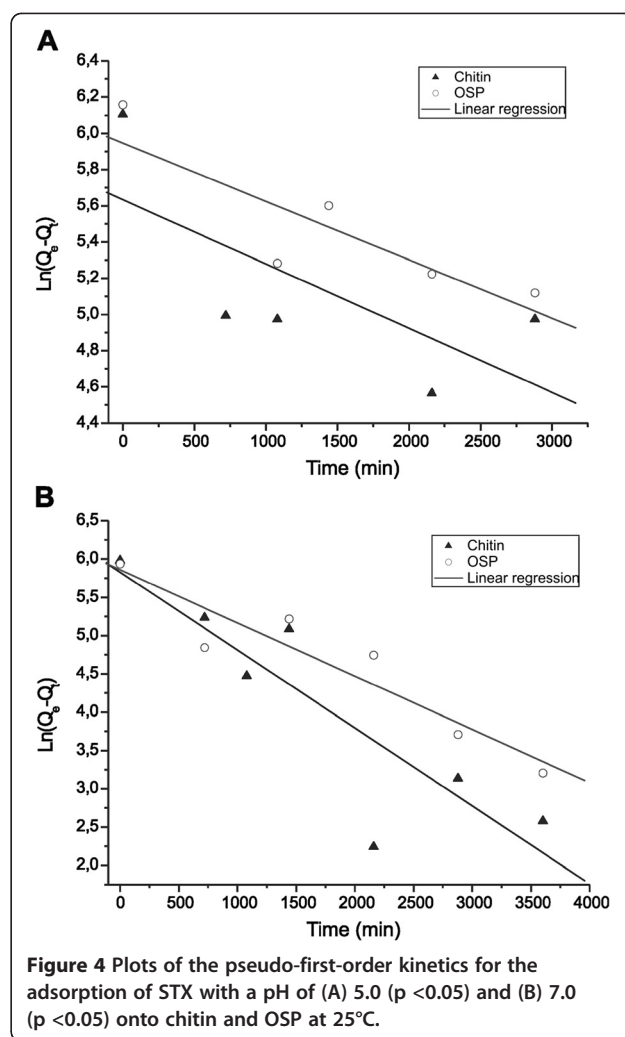 A
Ln(Qe-Qt)
6,4
6,2
6,0
5,8
5,6
5,4
5,2
5,0
4,8
4,6
4,4
Chitin
OSP
Linear regression
0 500 1000 1500 2000 2500 3000
Time (min)
B
Ln(Qe-Qt)
6,5
6,0
5,5
5,0
4,5
4,0
3,5
3,0
2,5
2,0
Chitin
OSP
Linear regression
0 500 1000 1500 2000 2500 3000 3500 4000
Time (min)
Figure 4 Plots of the pseudo-first-order kinetics for the
adsorption of STX with a pH of (A) 5.0 (p <0.05) and (B) 7.0
(p <0.05) onto chitin and OSP at 25°C.